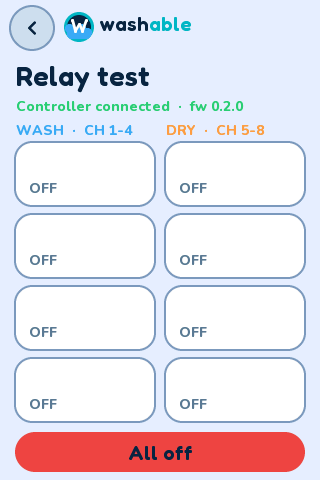 washable
Relay test
Controller connected · fw 0.2.0
WASH · CH 1-4
DRY · CH 5-8
OFF
OFF
OFF
OFF
OFF
OFF
OFF
OFF
All off